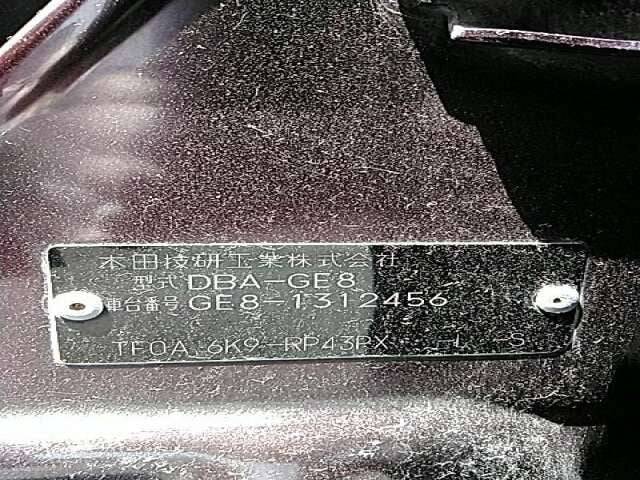 本田技研工業株式会社
型式 DBA-GE8
車台番号 GE8-1312456
TF0A 6K9-RP43PX L S